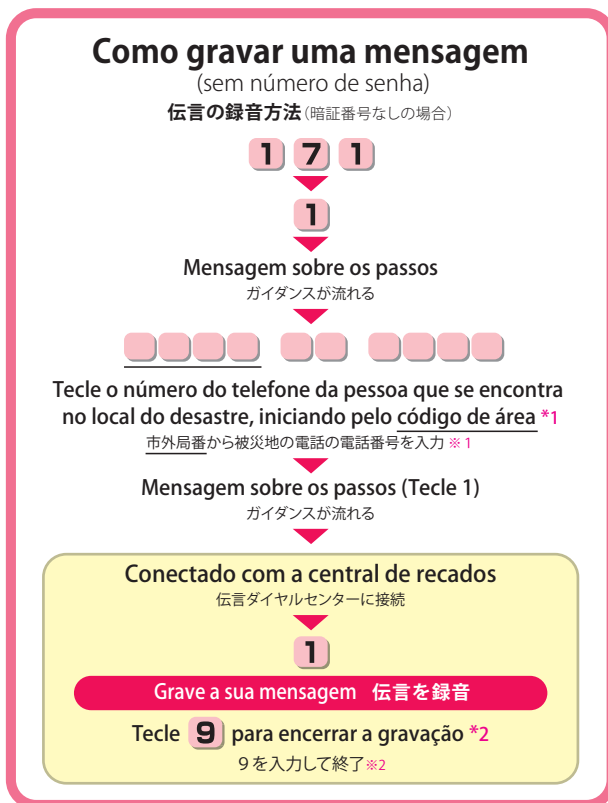 Como gravar uma mensagem
(sem número de senha)
伝言の録音方法（暗証番号なしの場合）
1 7 1
1
Mensagem sobre os passos
ガイダンスが流れる
Tecle o número do telefone da pessoa que se encontra
no local do desastre, iniciando pelo código de área *1
市外局番から被災地の電話の電話番号を入力 ※1
Mensagem sobre os passos (Tecle 1)
ガイダンスが流れる
Conectado com a central de recados
伝言ダイヤルセンターに接続
1
Grave a sua mensagem 伝言を録音
Tecle 9 para encerrar a gravação *2
9を入力して終了※2